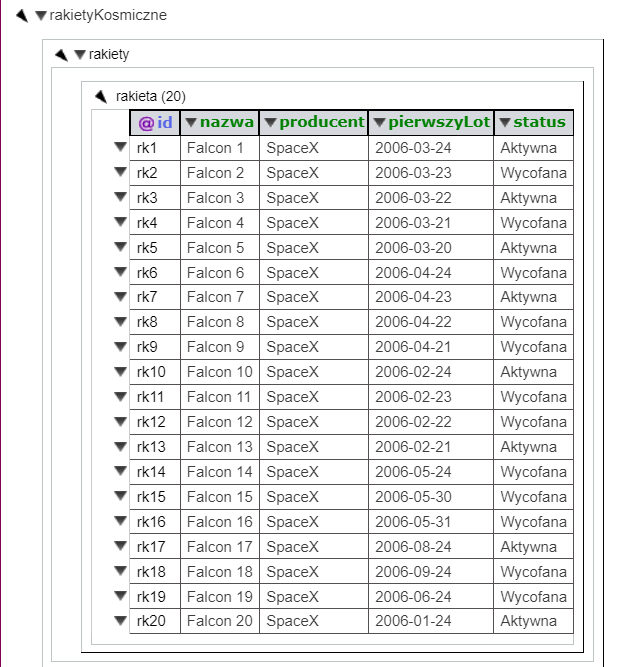 rakietyKosmiczne
rakiety
rakieta (20)
@id nazwa producent pierwszyLot status
rk1 Falcon 1 SpaceX 2006-03-24 Aktywna
rk2 Falcon 2 SpaceX 2006-03-23 Wycofana
rk3 Falcon 3 SpaceX 2006-03-22 Aktywna
rk4 Falcon 4 SpaceX 2006-03-21 Wycofana
rk5 Falcon 5 SpaceX 2006-03-20 Aktywna
rk6 Falcon 6 SpaceX 2006-04-24 Wycofana
rk7 Falcon 7 SpaceX 2006-04-23 Aktywna
rk8 Falcon 8 SpaceX 2006-04-22 Wycofana
rk9 Falcon 9 SpaceX 2006-04-21 Wycofana
rk10 Falcon 10 SpaceX 2006-02-24 Aktywna
rk11 Falcon 11 SpaceX 2006-02-23 Wycofana
rk12 Falcon 12 SpaceX 2006-02-22 Wycofana
rk13 Falcon 13 SpaceX 2006-02-21 Aktywna
rk14 Falcon 14 SpaceX 2006-05-24 Wycofana
rk15 Falcon 15 SpaceX 2006-05-30 Wycofana
rk16 Falcon 16 SpaceX 2006-05-31 Wycofana
rk17 Falcon 17 SpaceX 2006-08-24 Aktywna
rk18 Falcon 18 SpaceX 2006-09-24 Wycofana
rk19 Falcon 19 SpaceX 2006-06-24 Wycofana
rk20 Falcon 20 SpaceX 2006-01-24 Aktywna